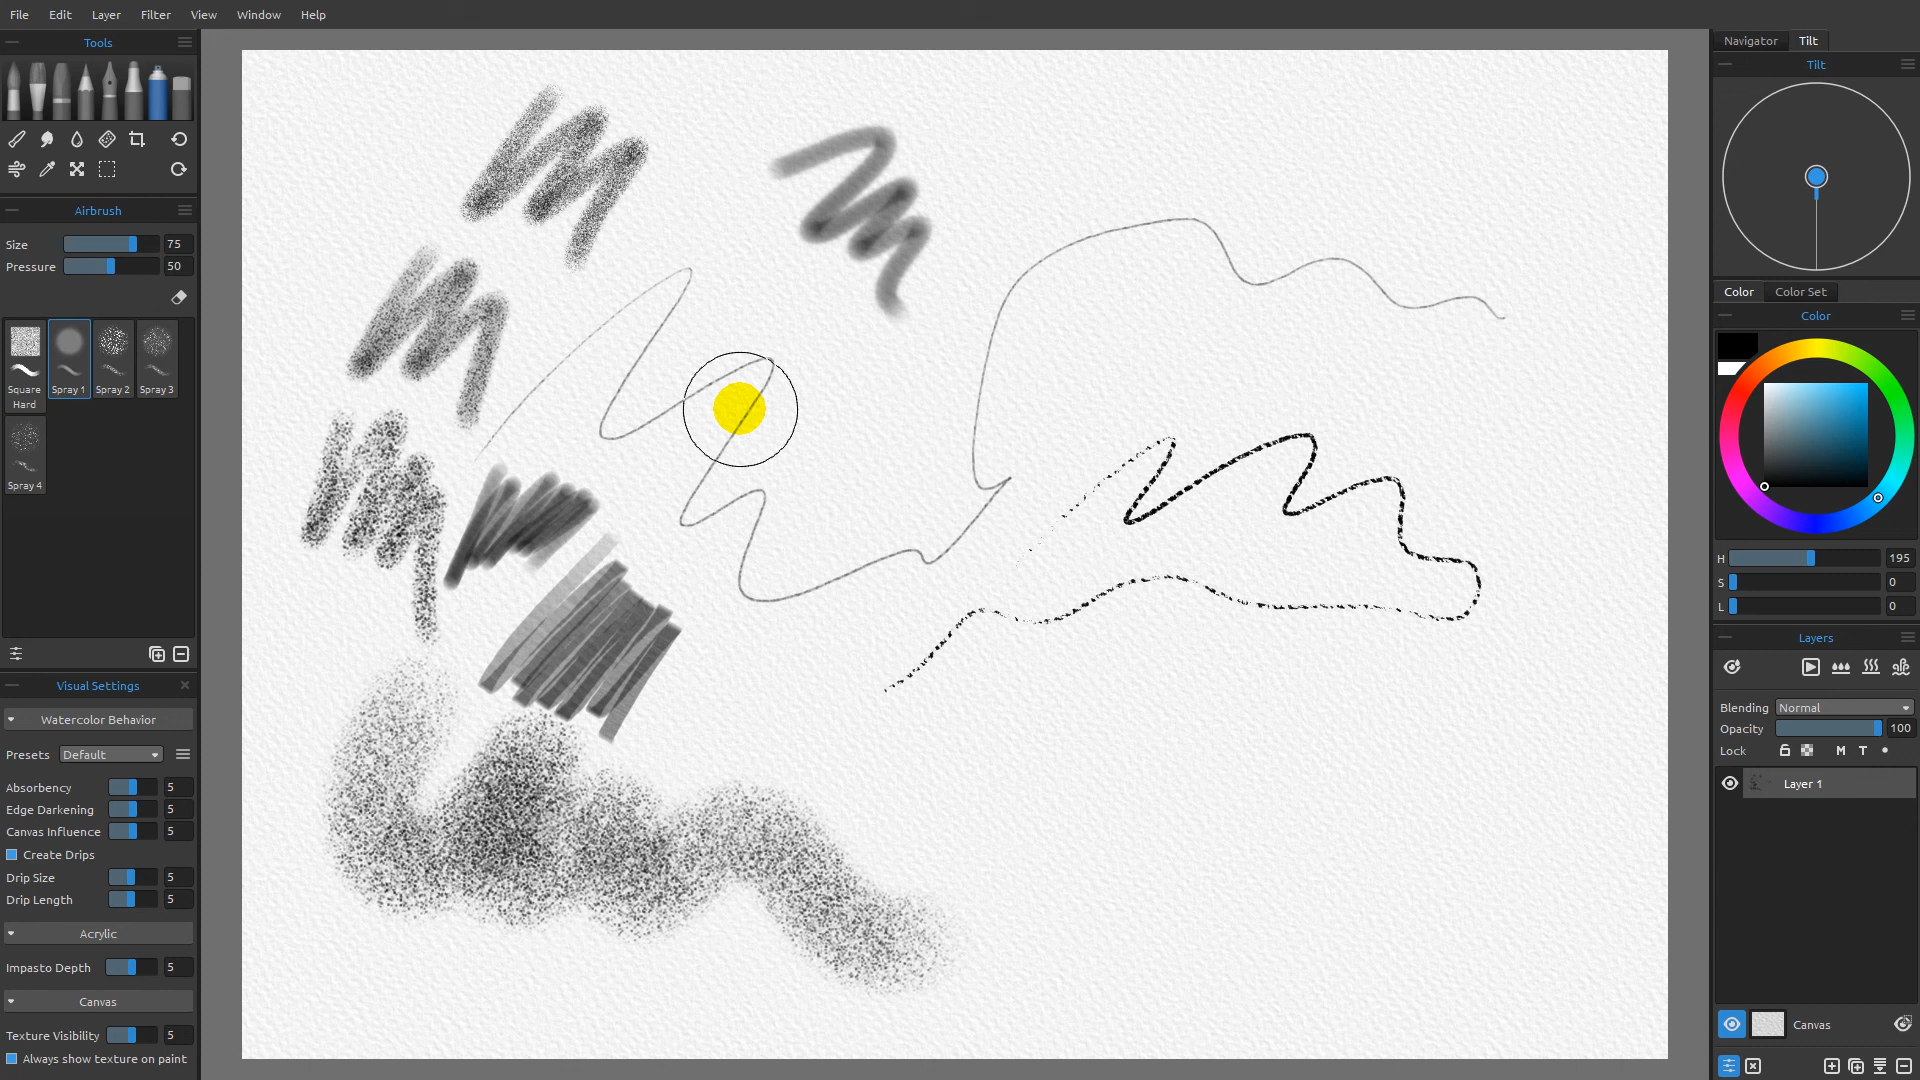 File Edit Layer Filter View Window Help
Tools
Airbrush
Size 75
Pressure 50
Square Hard
Spray 1
Spray 2
Spray 3
Spray 4
Visual Settings
Watercolor Behavior
Presets Default
Absorbency 5
Edge Darkening 5
Canvas Influence 5
Create Drips
Drip Size 5
Drip Length 5
Acrylic
Impasto Depth 5
Canvas
Texture Visibility 5
Always show texture on paint
Navigator Tilt
Tilt
Color Color Set
Color
H 195
S 0
L 0
Layers
Blending Normal
Opacity 100
Lock M T
Layer 1
Canvas